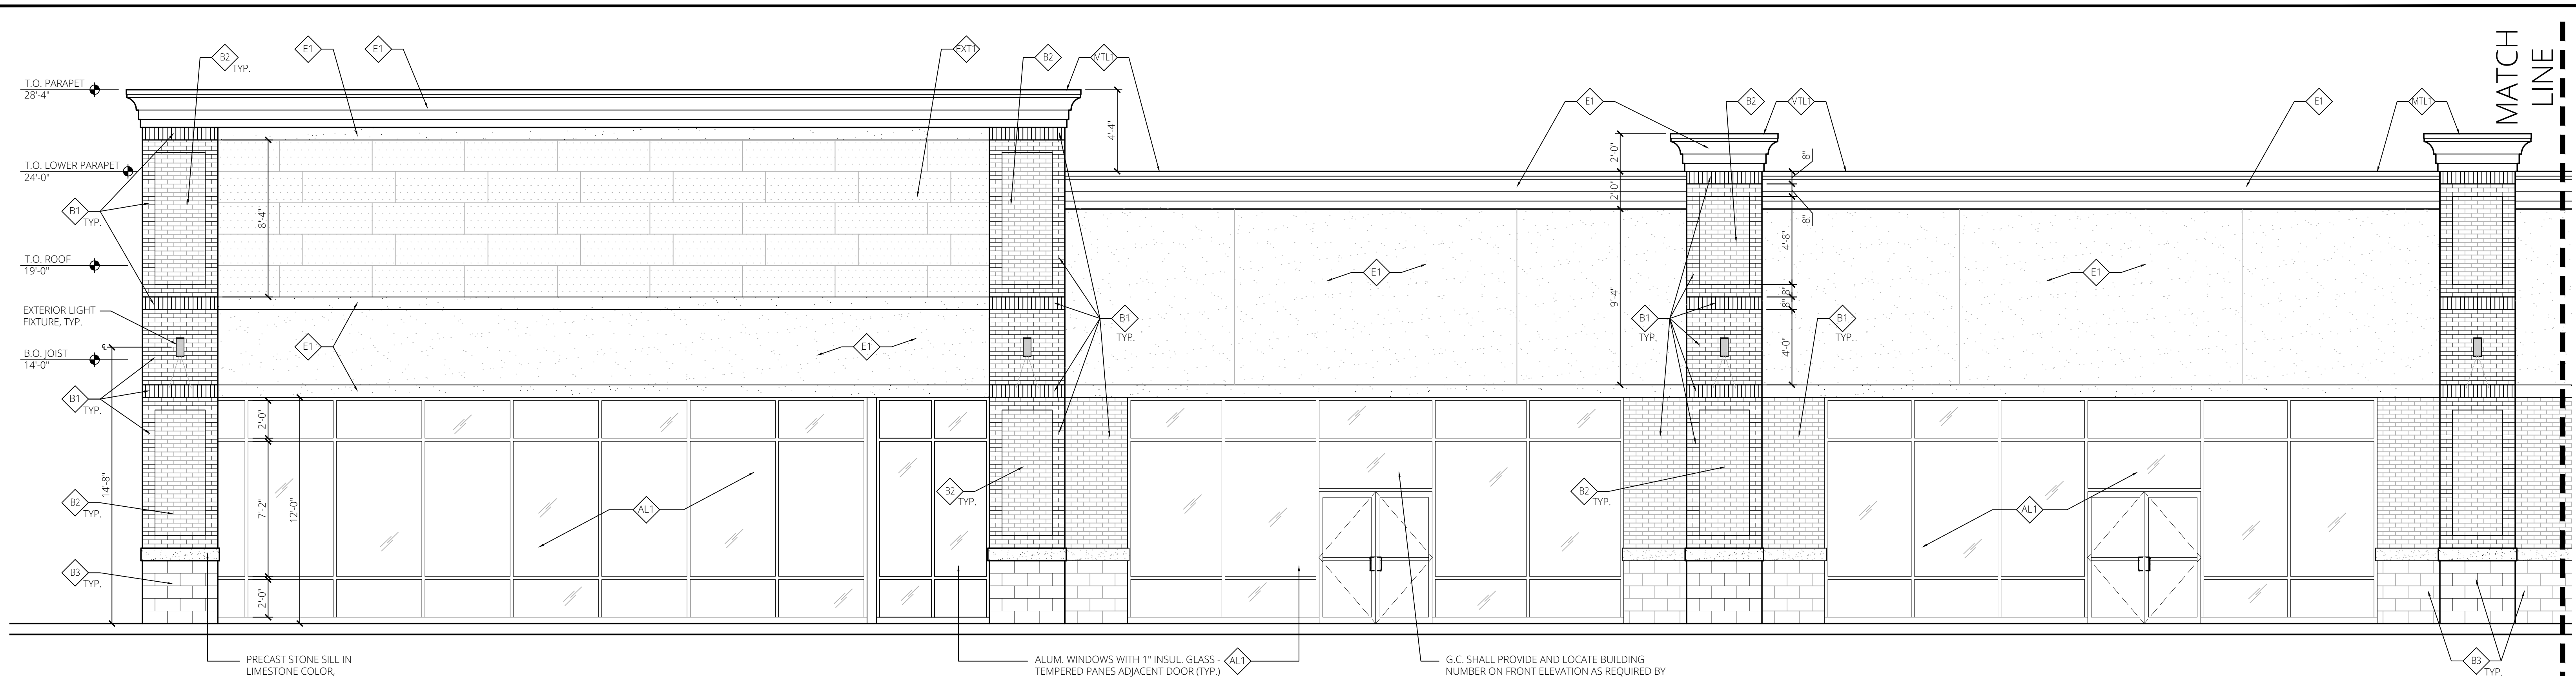 MATCH
LINE
B2
TYP.
E1
E1
EXT1
B2
MTL1
E1
B2
MTL1
E1
MTL1
T.O. PARAPET
28'-4"
4'-4"
2'-0"
8"
T.O. LOWER PARAPET
24'-0"
2'-0"
8"
B1
TYP.
8'-4"
4'-8"
T.O. ROOF
19'-0"
E1
E1
9'-4"
8"
8"
EXTERIOR LIGHT
FIXTURE, TYP.
B1
TYP.
B1
TYP.
B1
TYP.
E1
E1
4'-0"
B.O. JOIST
14'-0"
B1
TYP.
2'-0"
14'-8"
7'-2"
12'-0"
B2
TYP.
AL1
B2
TYP.
B2
TYP.
AL1
B3
TYP.
2'-0"
PRECAST STONE SILL IN
LIMESTONE COLOR,
ALUM. WINDOWS WITH 1" INSUL. GLASS -
TEMPERED PANES ADJACENT DOOR (TYP.)
AL1
G.C. SHALL PROVIDE AND LOCATE BUILDING
NUMBER ON FRONT ELEVATION AS REQUIRED BY
B3
TYP.